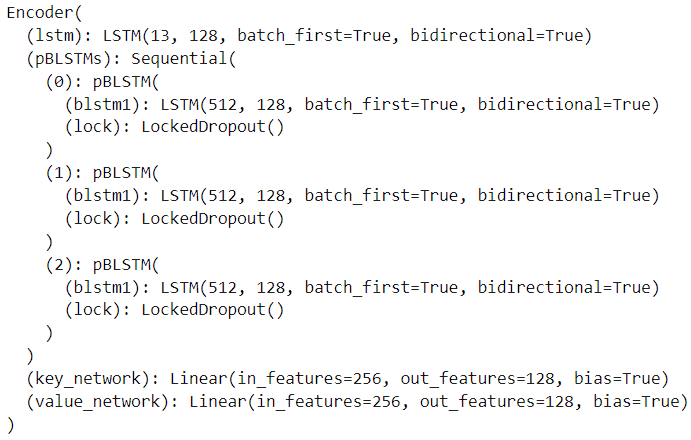 Encoder(
  (lstm): LSTM(13, 128, batch_first=True, bidirectional=True)
  (pBLSTMs): Sequential(
    (0): pBLSTM(
      (blstm1): LSTM(512, 128, batch_first=True, bidirectional=True)
      (lock): LockedDropout()
    )
    (1): pBLSTM(
      (blstm1): LSTM(512, 128, batch_first=True, bidirectional=True)
      (lock): LockedDropout()
    )
    (2): pBLSTM(
      (blstm1): LSTM(512, 128, batch_first=True, bidirectional=True)
      (lock): LockedDropout()
    )
  )
  (key_network): Linear(in_features=256, out_features=128, bias=True)
  (value_network): Linear(in_features=256, out_features=128, bias=True)
)